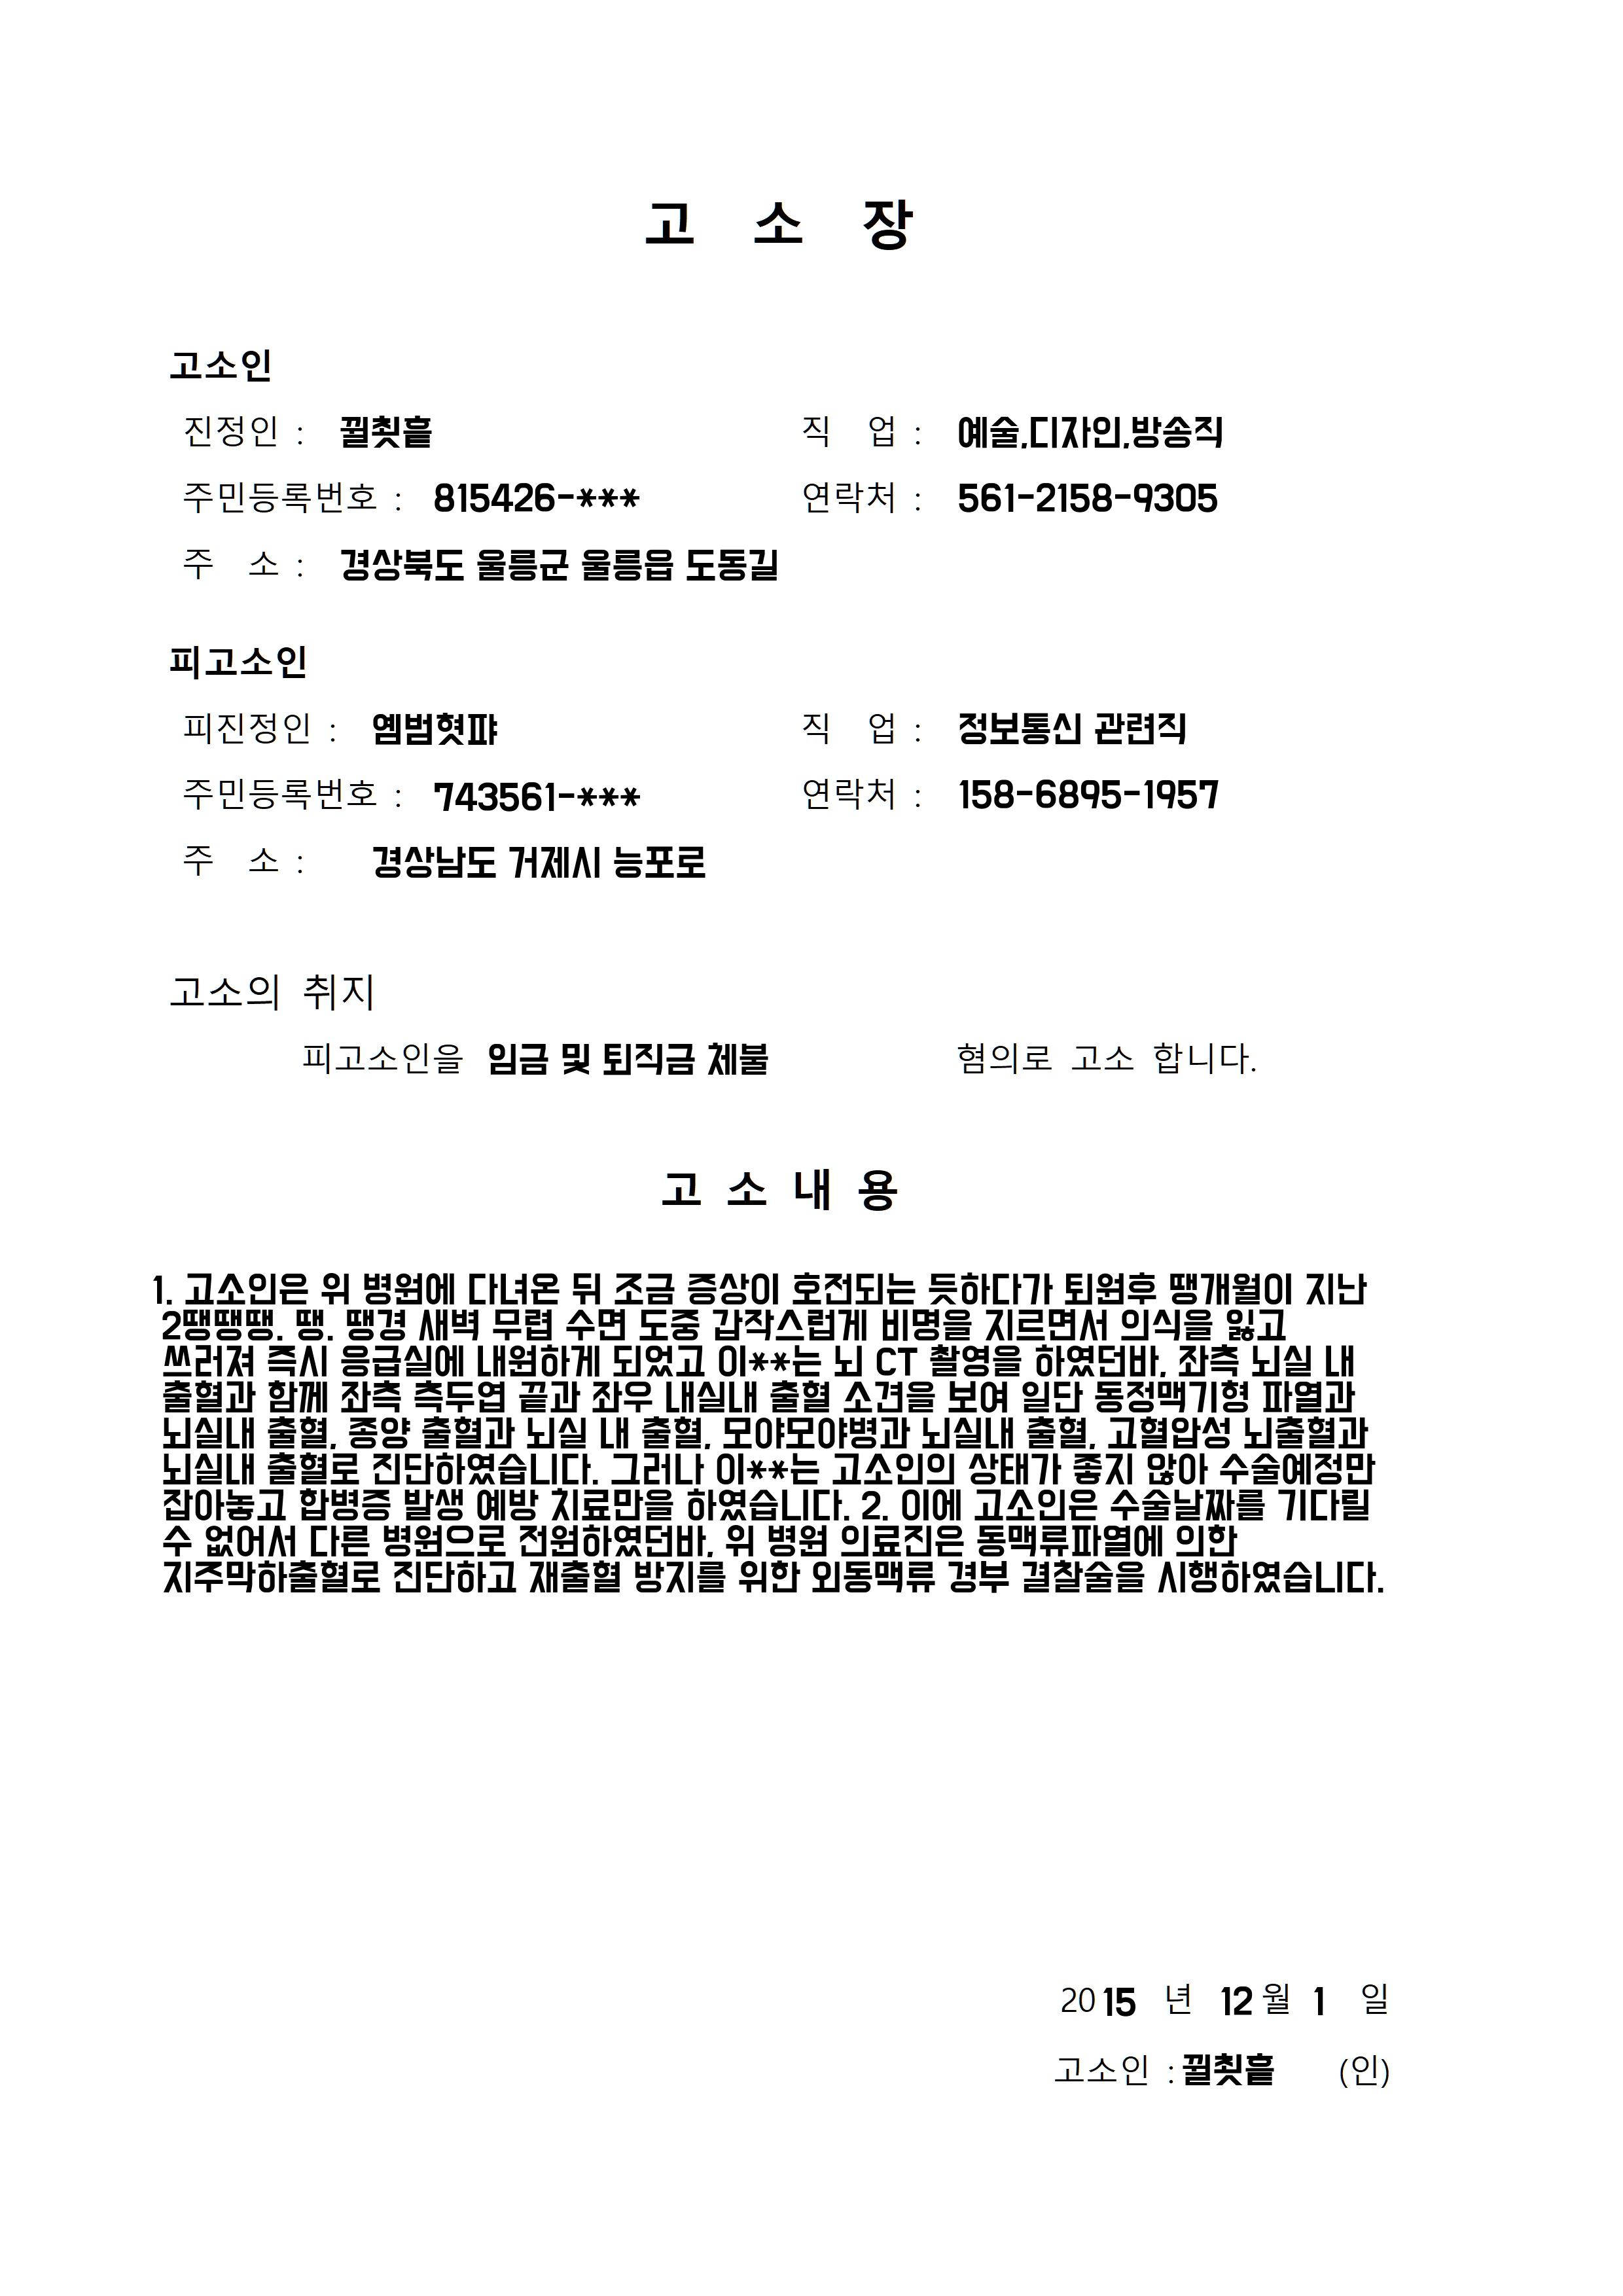 고 소 장
고소인
진정인 : 뀔칫흩 직 업 : 예술,디자인,방송직
주민등록번호 : 815426-*** 연락처 : 561-2158-9305
주 소 : 경상북도 울릉군 울릉읍 도동길
피고소인
피진정인 : 옘범혓퍄 직 업 : 정보통신 관련직
주민등록번호 : 743561-*** 연락처 : 158-6895-1957
주 소 : 경상남도 거제시 능포로
고소의 취지
피고소인을 임금 및 퇴직금 체불 혐의로 고소 합니다.
고 소 내 용
1. 고소인은 위 병원에 다녀온 뒤 조금 증상이 호전되는 듯하다가 퇴원후 땡개월이 지난
2땡땡땡. 땡. 땡경 새벽 무렵 수면 도중 갑작스럽게 비명을 지르면서 의식을 잃고
쓰러져 즉시 응급실에 내원하게 되었고 이**는 뇌 CT 촬영을 하였던바, 좌측 뇌실 내
출혈과 함께 좌측 측두엽 끝과 좌우 내실내 출혈 소견을 보여 일단 동정맥기형 파열과
뇌실내 출혈, 종양 출혈과 뇌실 내 출혈, 모야모야병과 뇌실내 출혈, 고혈압성 뇌출혈과
뇌실내 출혈로 진단하였습니다. 그러나 이**는 고소인의 상태가 좋지 않아 수술예정만
잡아놓고 합병증 발생 예방 치료만을 하였습니다. 2. 이에 고소인은 수술날짜를 기다릴
수 없어서 다른 병원으로 전원하였던바, 위 병원 의료진은 동맥류파열에 의한
지주막하출혈로 진단하고 재출혈 방지를 위한 외동맥류 경부 결찰술을 시행하였습니다.
2015 년 12 월 1 일
고소인 : 뀔칫흩 (인)